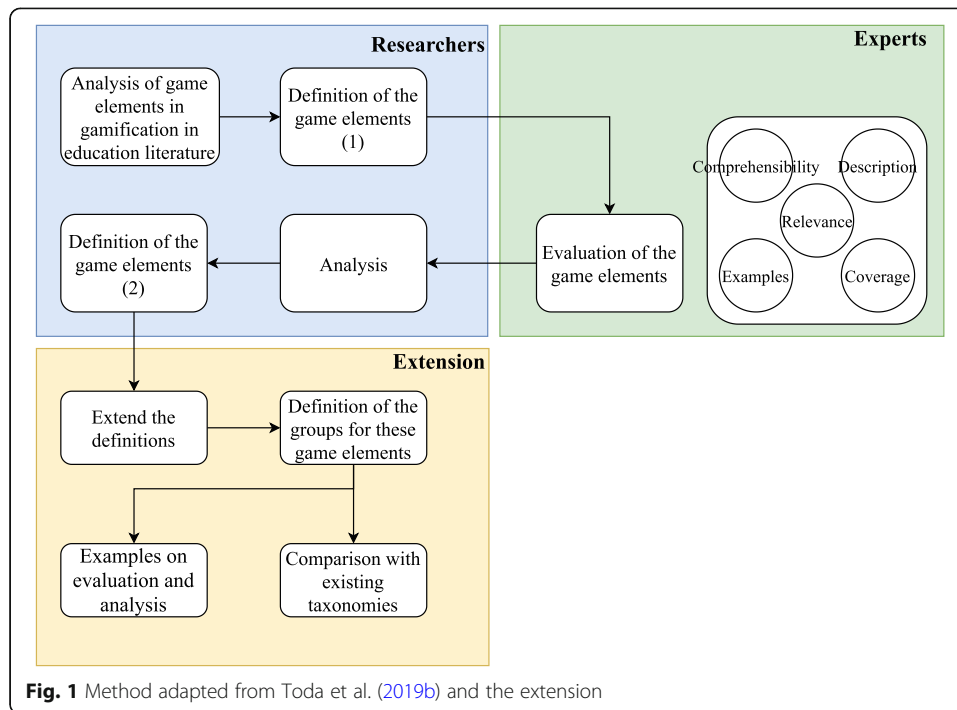 Researchers
Analysis of game
elements in
gamification in
education literature
Definition of the
game elements
(1)
Experts
Comprehensibility
Description
Relevance
Examples
Coverage
Evaluation of the
game elements
Analysis
Definition of the
game elements
(2)
Extension
Extend the
definitions
Definition of the
groups for these
game elements
Examples on
evaluation and
analysis
Comparison with
existing
taxonomies
Fig. 1 Method adapted from Toda et al. (2019b) and the extension